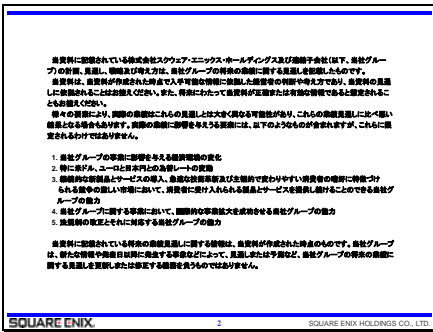 当資料に記載されている株式会社スクウェア・エニックス・ホールディングス及び連結子会社(以下、当社グルー
プ)の計画、見通し、戦略及び考え方は、当社グループの将来の業績に関する見通しを記載したものです。
当資料は、当資料が作成された時点で入手可能な情報に依拠した経営者の判断や考え方であり、当資料の見通
しに依拠されることはお控えください。また、将来にわたって当資料が正確または有効な情報であると想定されるこ
ともお控えください。
様々の要因により、実際の業績はこれらの見通しとは大きく異なる可能性があり、これらの業績見通しに比べ悪い
結果となる場合もあります。実際の業績に影響を与えうる要因には、以下のようなものが含まれますが、これらに限
定されるわけではありません。
1. 当社グループの事業に影響を与える経済環境の変化
2. 特に米ドル、ユーロと日本円との為替レートの変動
3. 継続的な新製品とサービスの導入、急速な技術革新及び主観的で変わりやすい消費者の嗜好に特徴づけ
られる競争の激しい市場において、消費者に受け入れられる製品とサービスを提供し続けることのできる当社グ
ループの能力
4. 当社グループに関する事業において、国際的な事業拡大を成功させる当社グループの能力
5. 法規制の改正とそれに対応する当社グループの能力
当資料に記載されている将来の業績見通しに関する情報は、当資料が作成された時点のものです。当社グループ
は、新たな情報や発表日以降に発生する事象などによって、見通しまたは予測など、当社グループの将来の業績に
関する見通しを更新しまたは修正する義務を負うものではありません。
SQUARE ENIX.
2
SQUARE ENIX HOLDINGS CO., LTD.